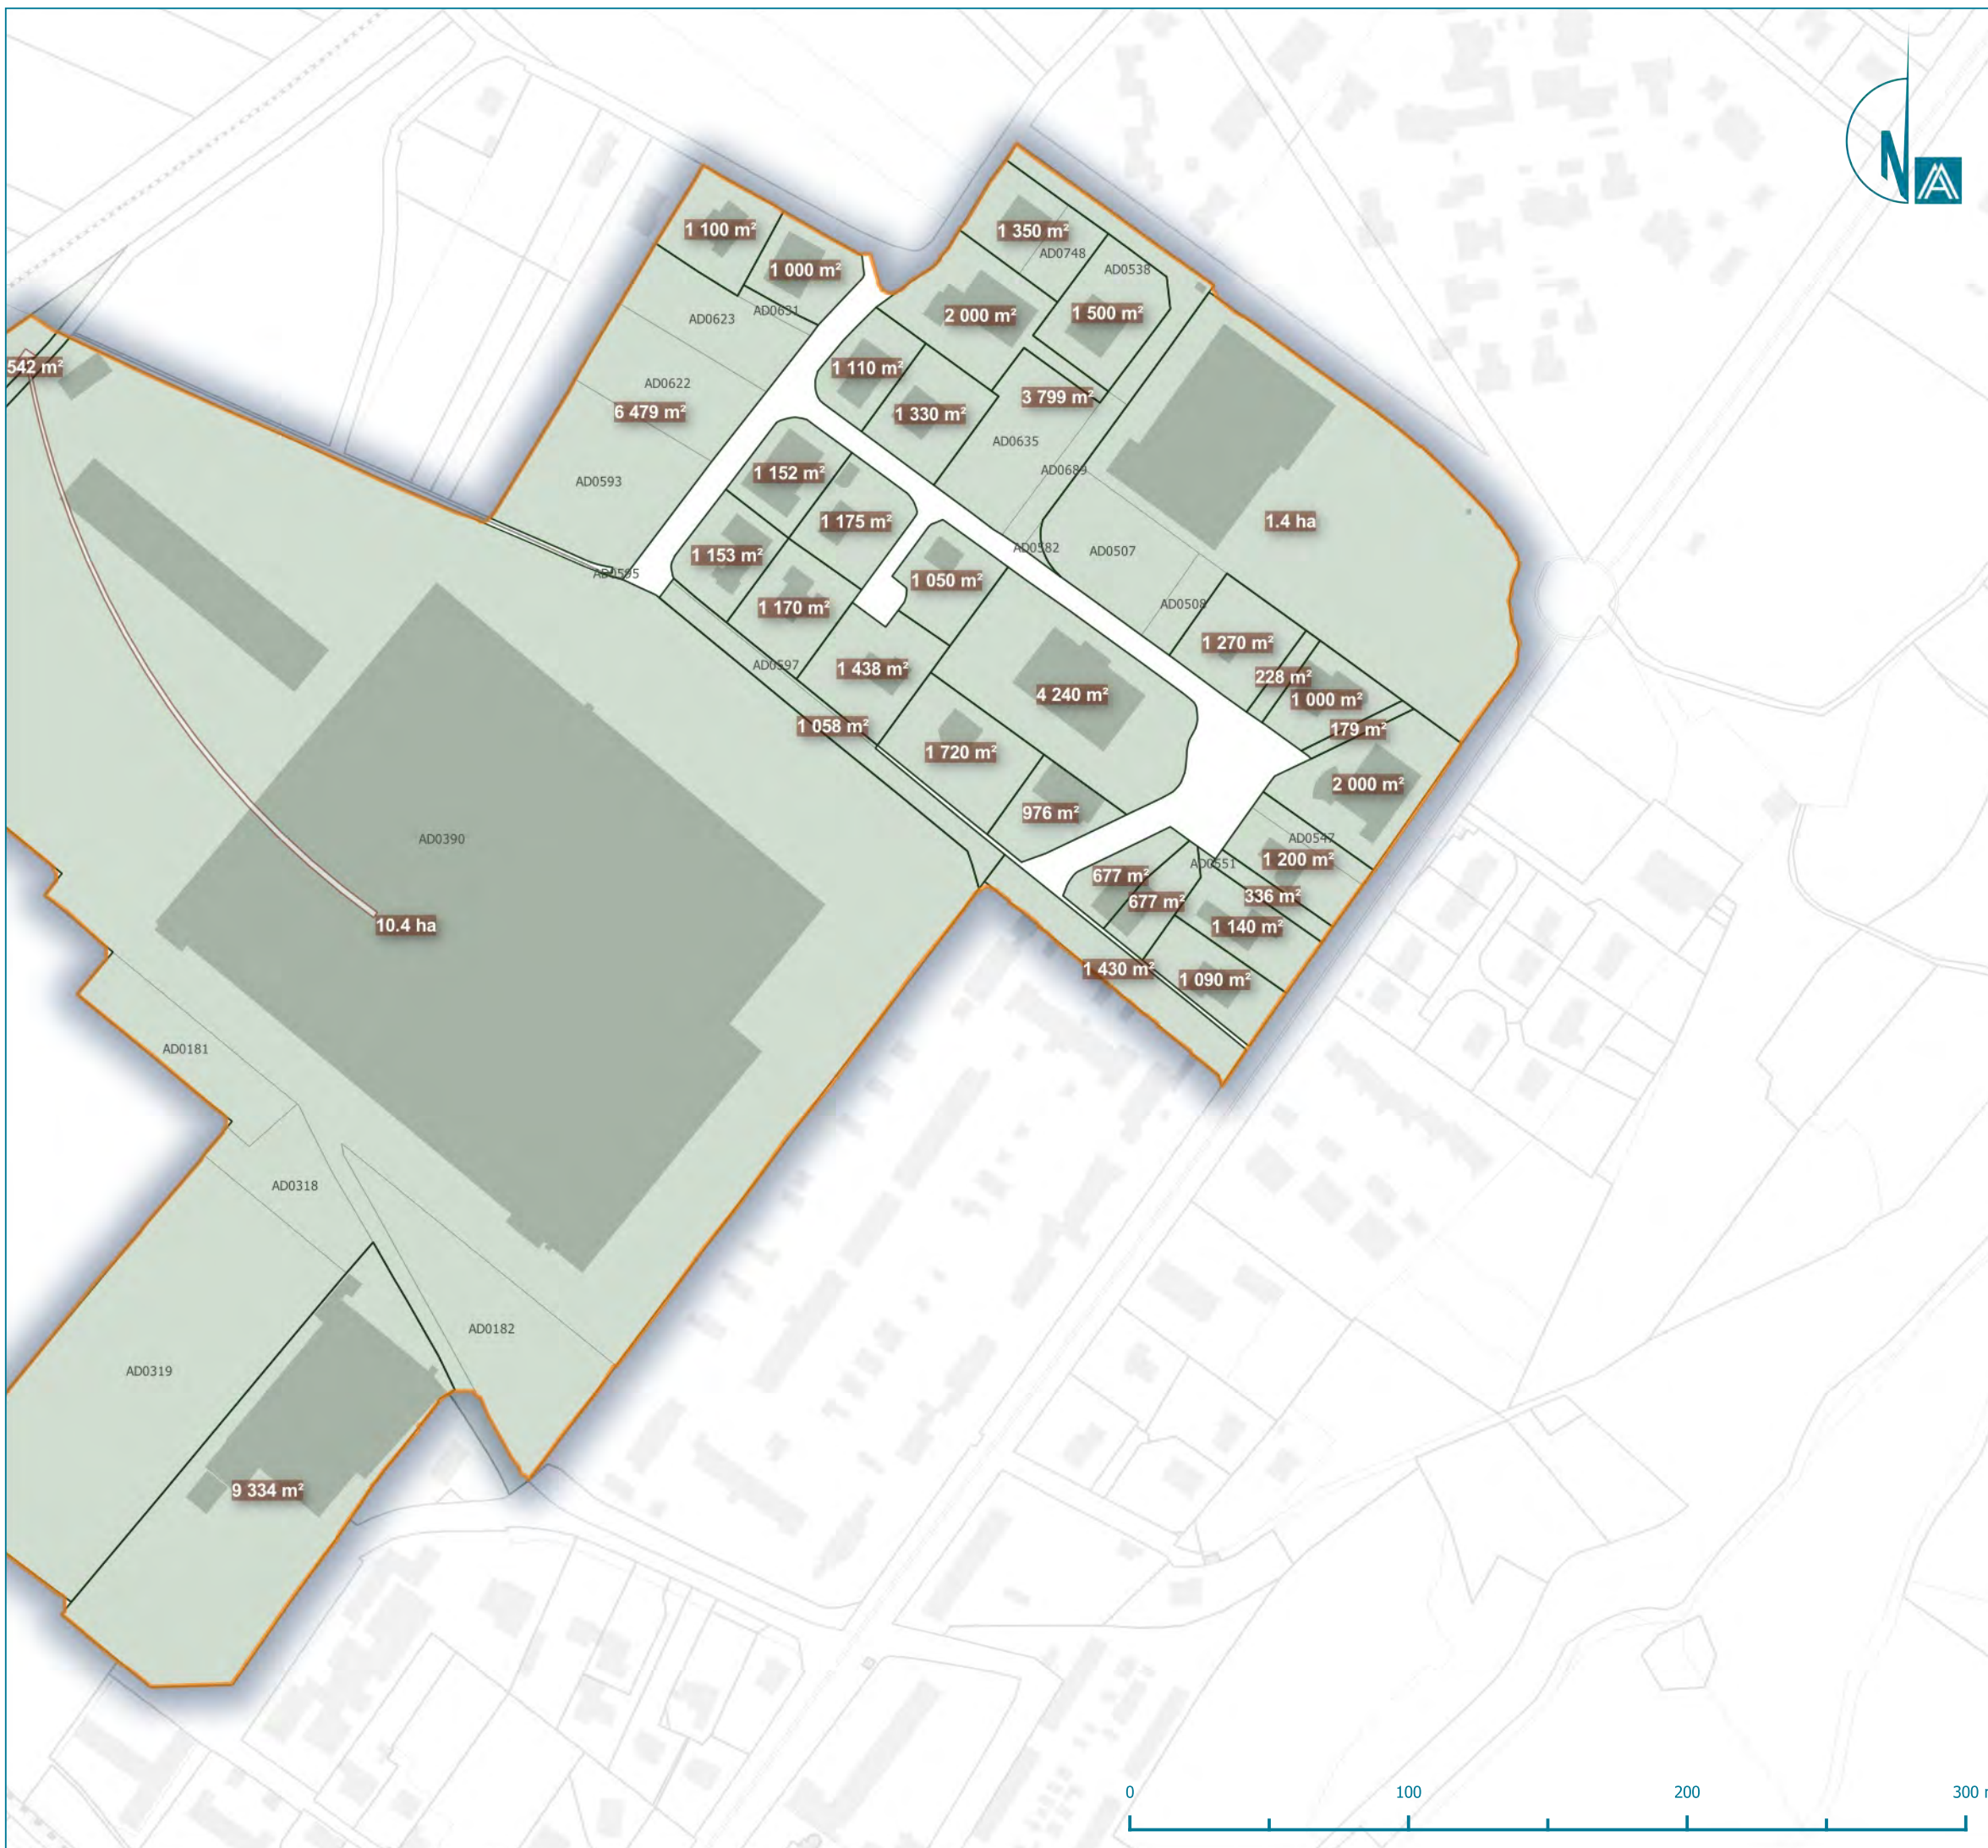 N
1 100 m²
1 350 m²
AD0748
1 000 m²
AD0538
AD0631
AD0623
2 000 m²
1 500 m²
542 m²
1 110 m²
AD0622
3 799 m²
6 479 m²
1 330 m²
AD0635
AD0689
1 152 m²
AD0593
1 175 m²
1.4 ha
AD0582
AD0507
1 153 m²
AD0595
1 050 m²
1 170 m²
AD0508
1 270 m²
AD0597
1 438 m²
228 m²
4 240 m²
1 000 m²
1 058 m²
179 m²
1 720 m²
2 000 m²
976 m²
AD0390
AD0547
1 200 m²
AD0551
677 m²
336 m²
677 m²
10.4 ha
1 140 m²
1 430 m²
1 090 m²
AD0181
AD0318
AD0182
AD0319
9 334 m²
0 100 200 300